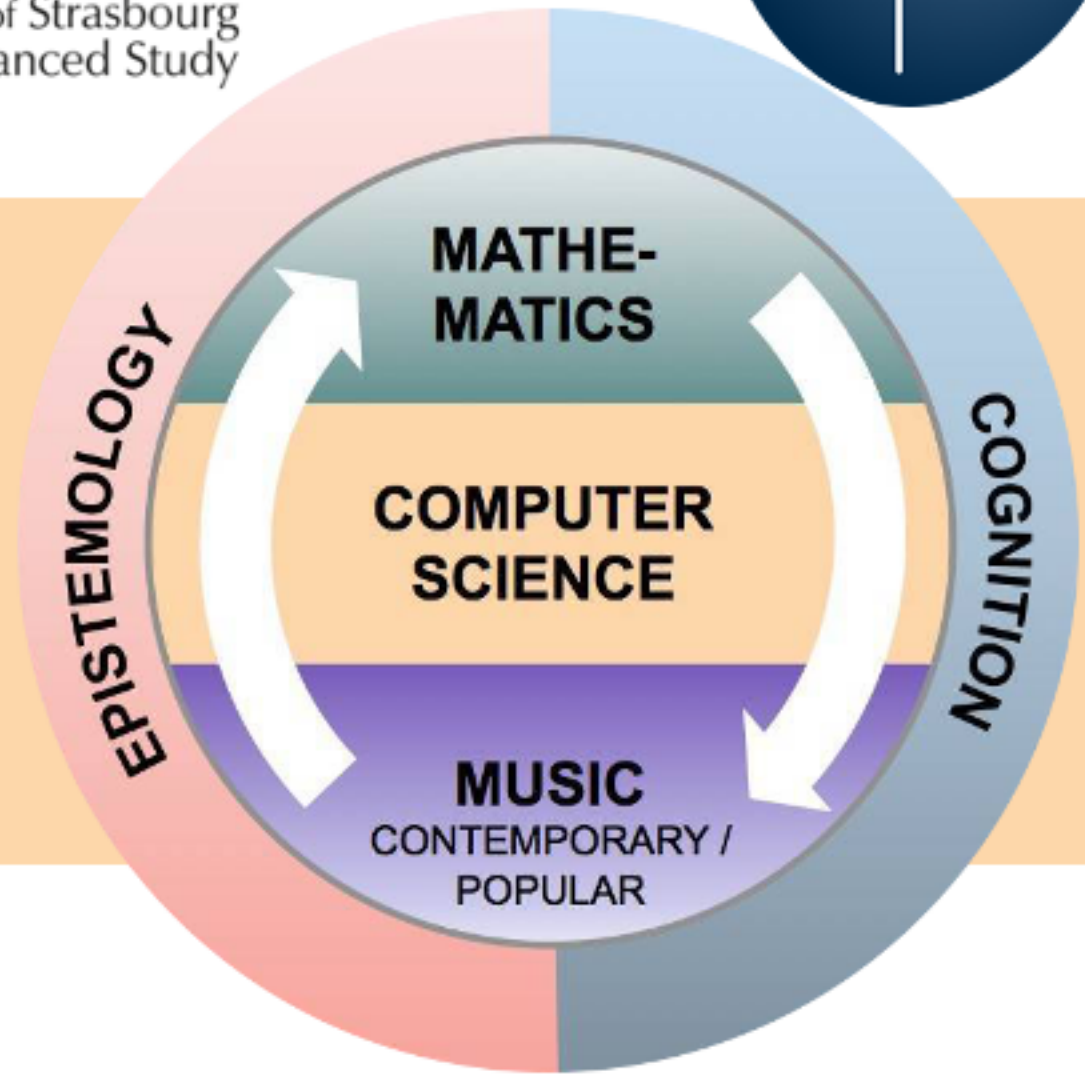 of Strasbourg
anced Study
MATHE-
MATICS
EPISTEMOLOGY
COGNITION
COMPUTER
SCIENCE
MUSIC
CONTEMPORARY /
POPULAR